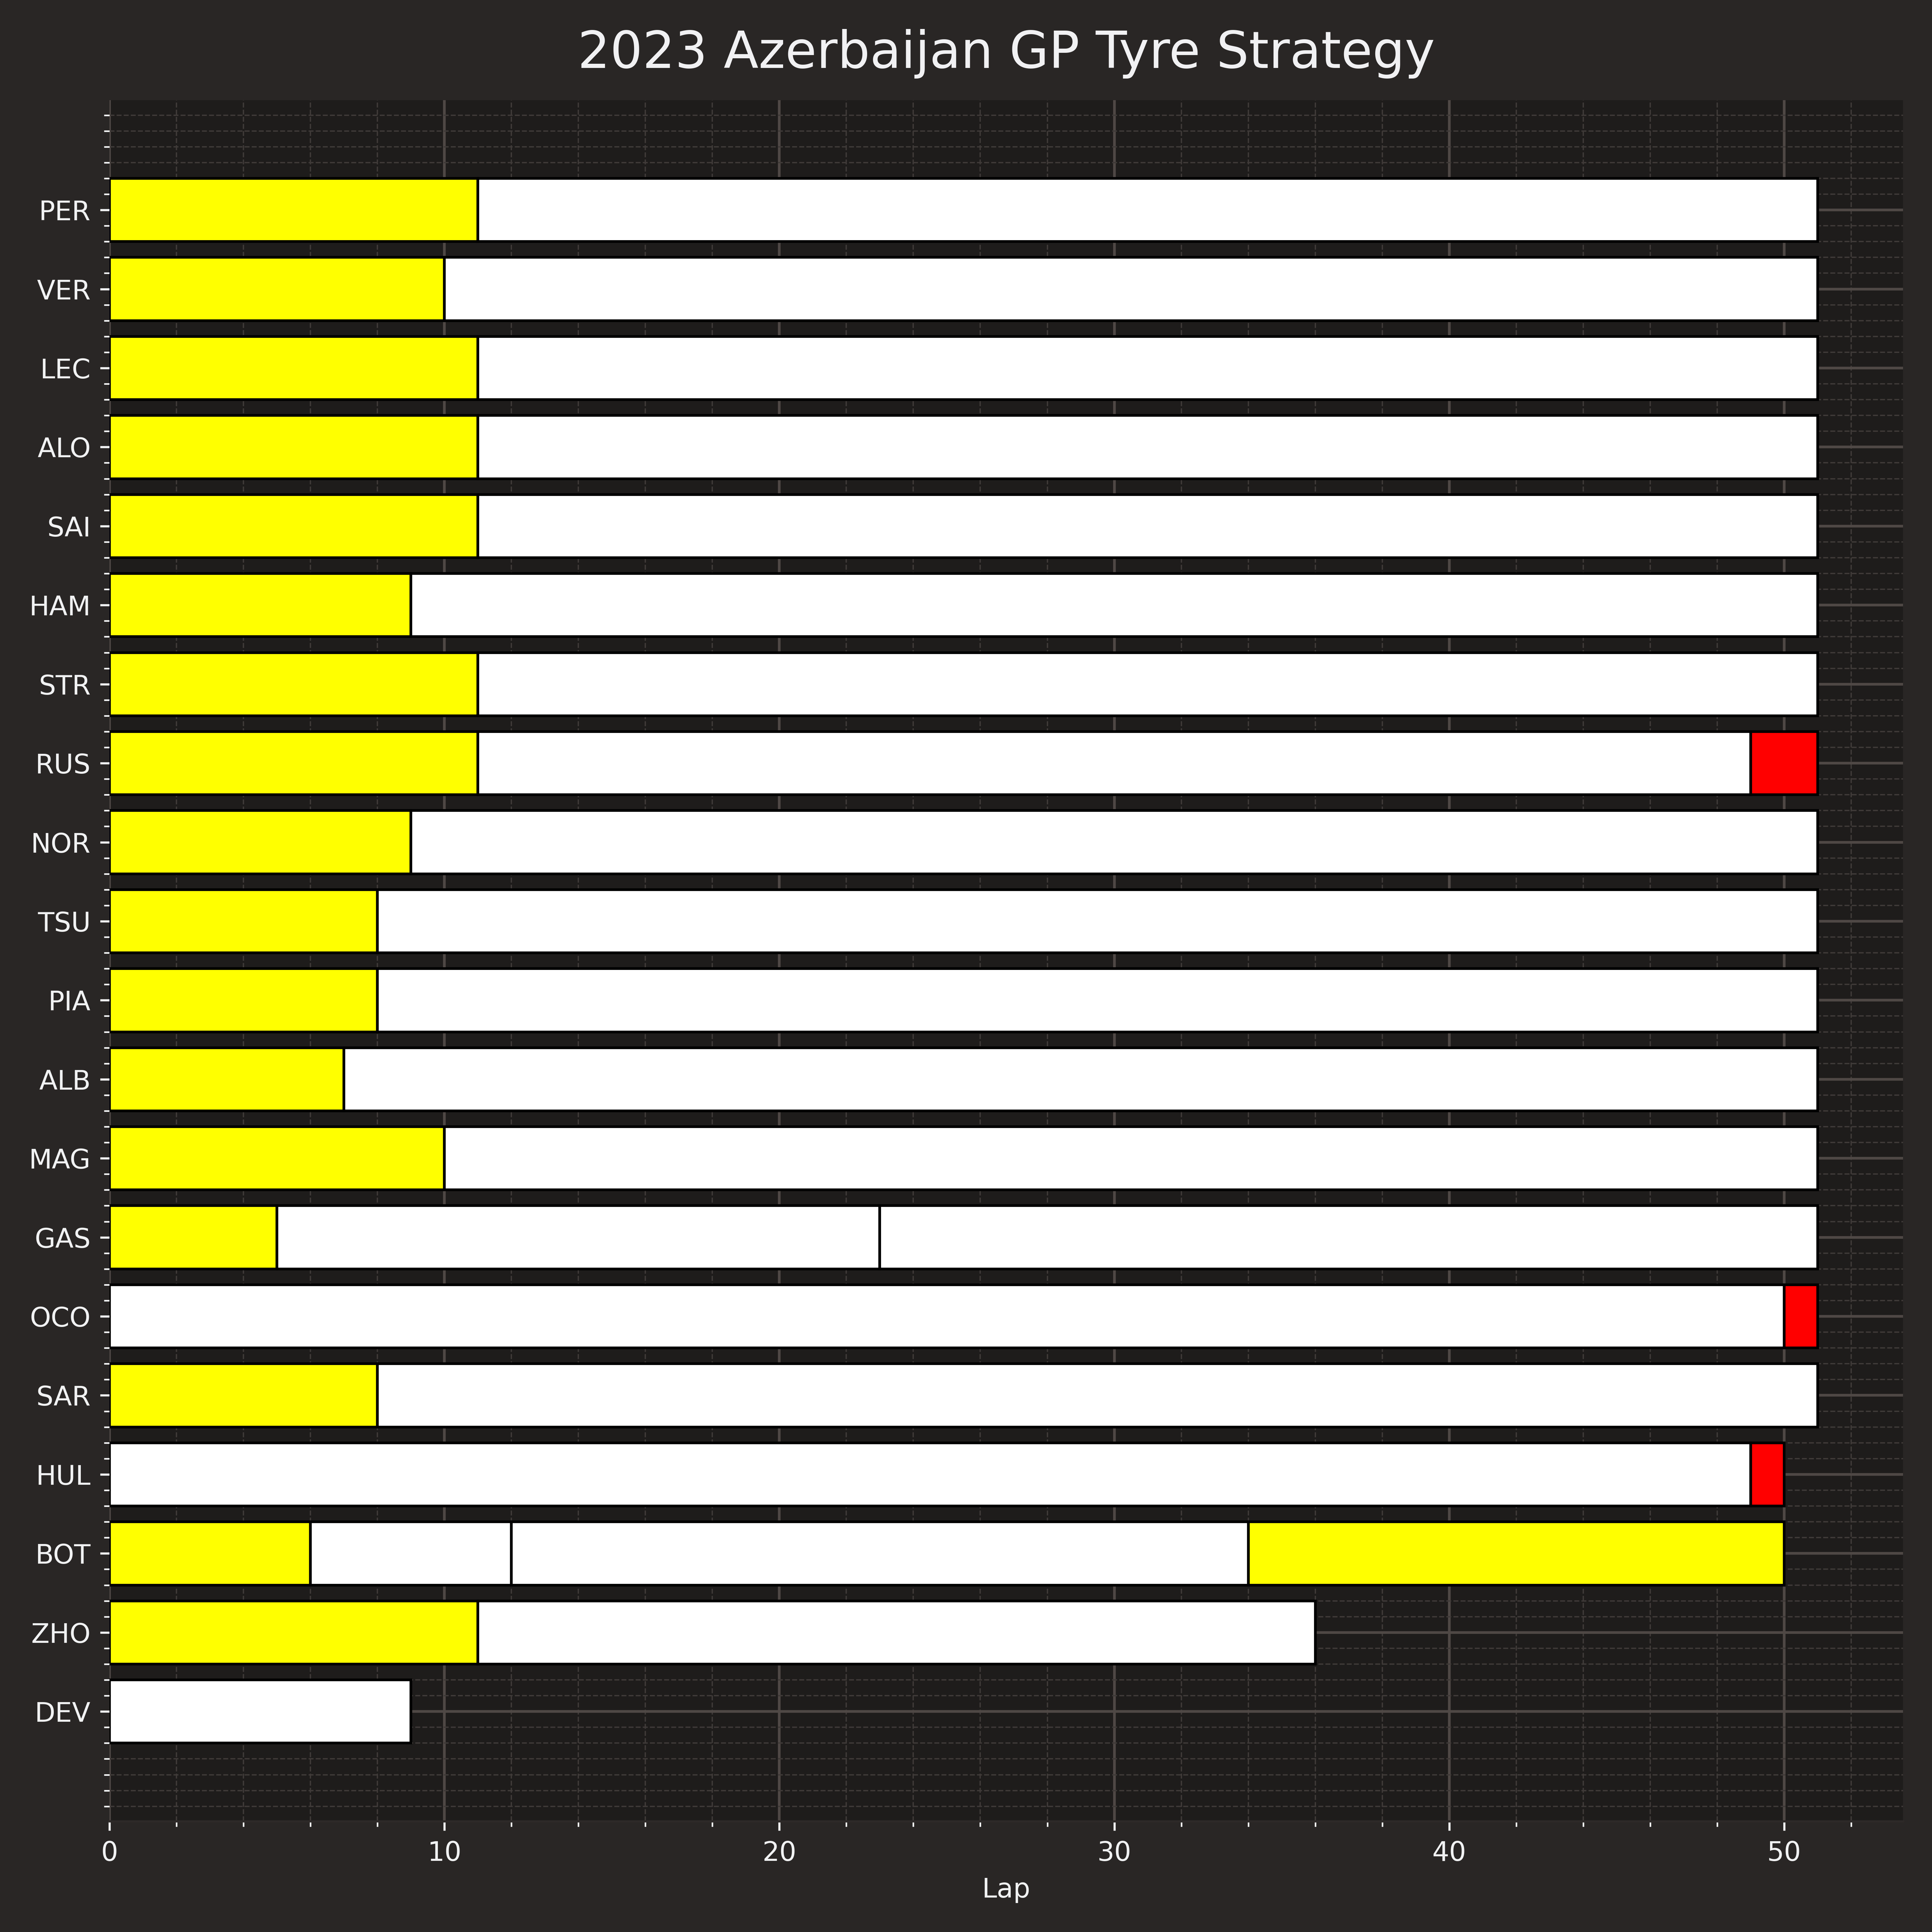 2023 Azerbaijan GP Tyre Strategy
PER
VER
LEC
ALO
SAI
HAM
STR
RUS
NOR
TSU
PIA
ALB
MAG
GAS
OCO
SAR
HUL
BOT
ZHO
DEV
0 10 20 30 40 50
Lap